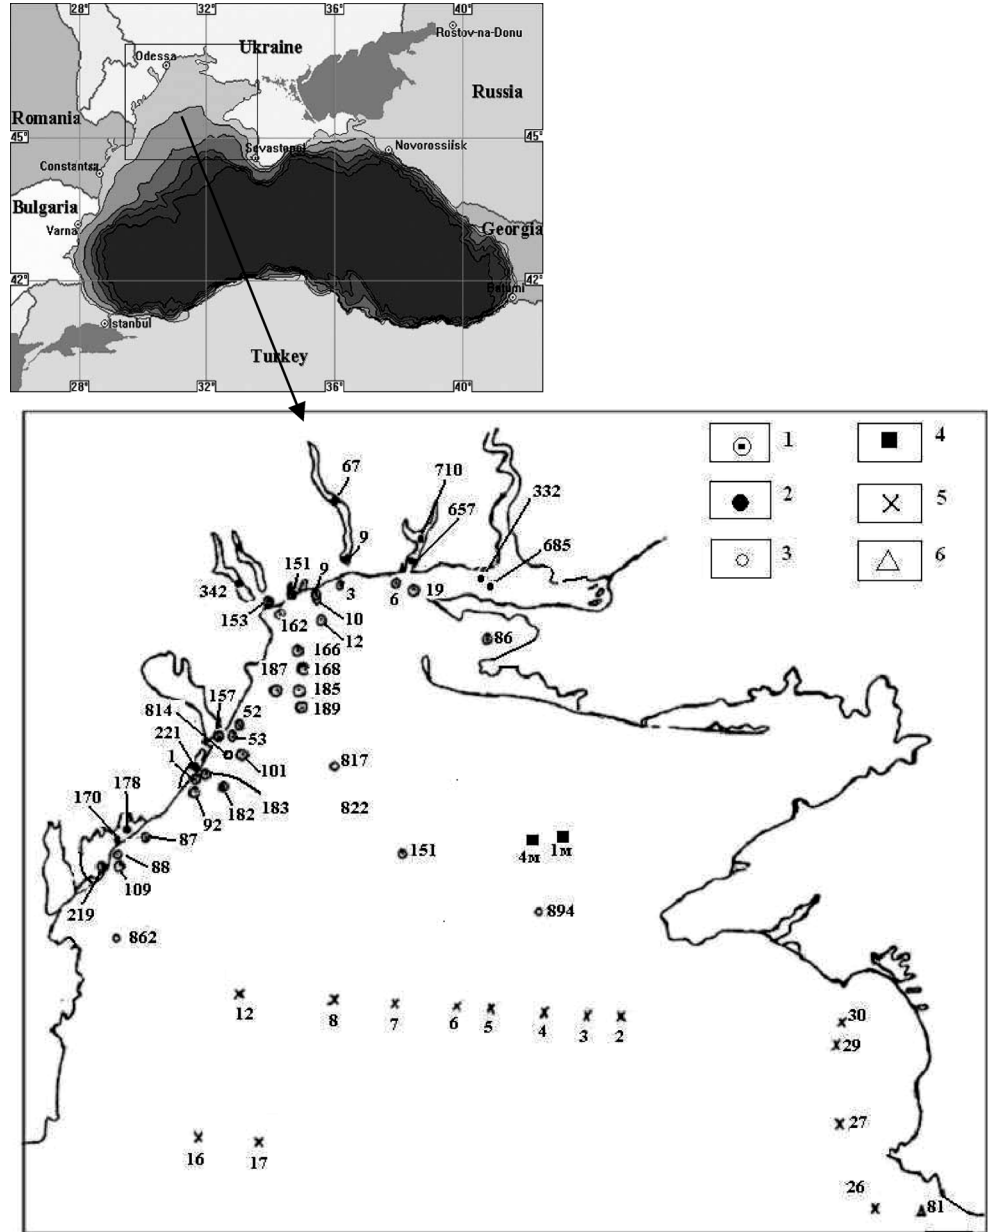 28° 32° 36° 40°
Rostov-na-Donu
Ukraine
Odessa
Russia
Romania
45° 45°
Sevastopol Novorossiisk
Constantsa
Bulgaria
Varna
Georgia
42° 42°
Batumi
Istanbul
Turkey
28° 32° 36° 40°
1 4
67
710
2 5
332
657
9
685
3 6
151 9
342
3 6 19
153 162 10
12
86
166
187 168
185
157 52
189
814
53
221
1
101 817
178
183
170
182
822
92
87
1м
88
151 4м
109
219
894
862
12 8 7 6 5 4 3 2
30
29
27
16 17
26
81